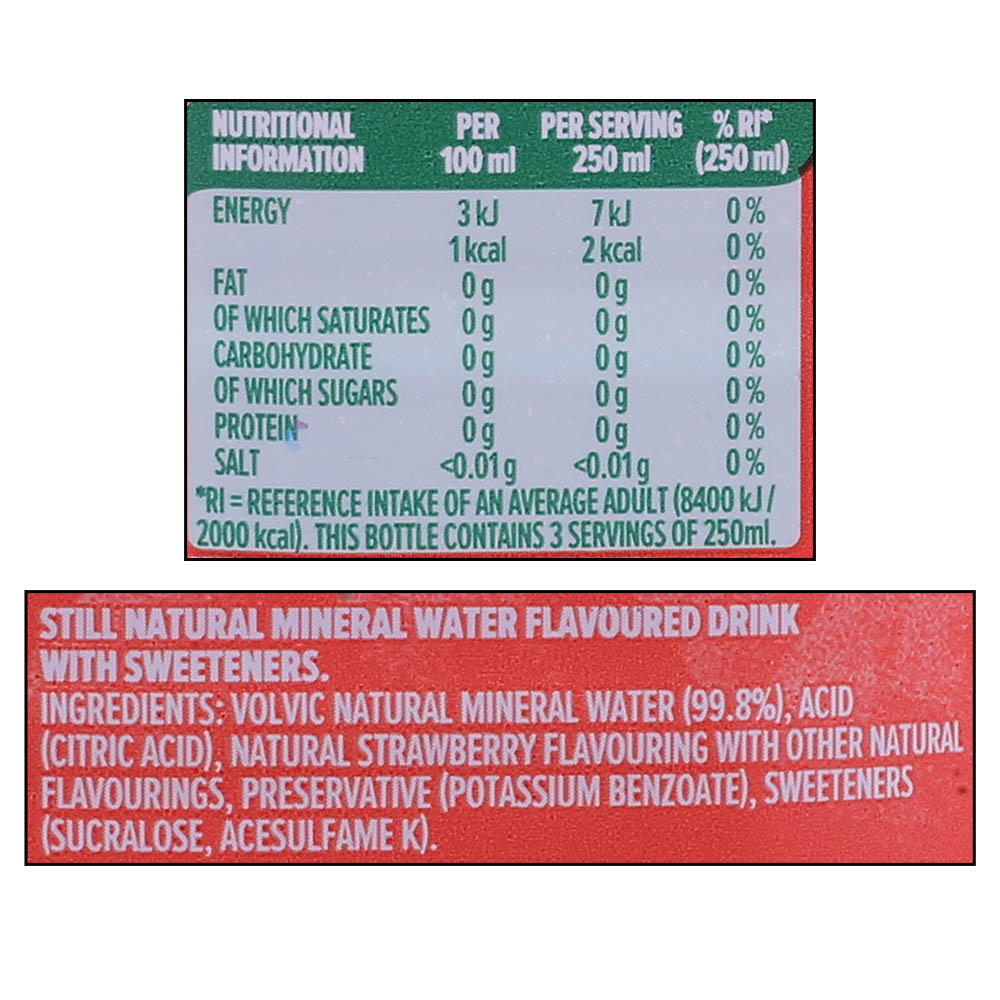 NUTRITIONAL INFORMATION PER 100 ml PER SERVING 250 ml % RI* (250 ml)
ENERGY 3 kJ 7 kJ 0%
1 kcal 2 kcal 0%
FAT 0 g 0 g 0%
OF WHICH SATURATES 0 g 0 g 0%
CARBOHYDRATE 0 g 0 g 0%
OF WHICH SUGARS 0 g 0 g 0%
PROTEIN 0 g 0 g 0%
SALT <0.01 g <0.01 g 0%
*RI = REFERENCE INTAKE OF AN AVERAGE ADULT (8400 kJ /
2000 kcal). THIS BOTTLE CONTAINS 3 SERVINGS OF 250ml.
STILL NATURAL MINERAL WATER FLAVOURED DRINK
WITH SWEETENERS.
INGREDIENTS: VOLVIC NATURAL MINERAL WATER (99.8%), ACID
(CITRIC ACID), NATURAL STRAWBERRY FLAVOURING WITH OTHER NATURAL
FLAVOURINGS, PRESERVATIVE (POTASSIUM BENZOATE), SWEETENERS
(SUCRALOSE, ACESULFAME K).